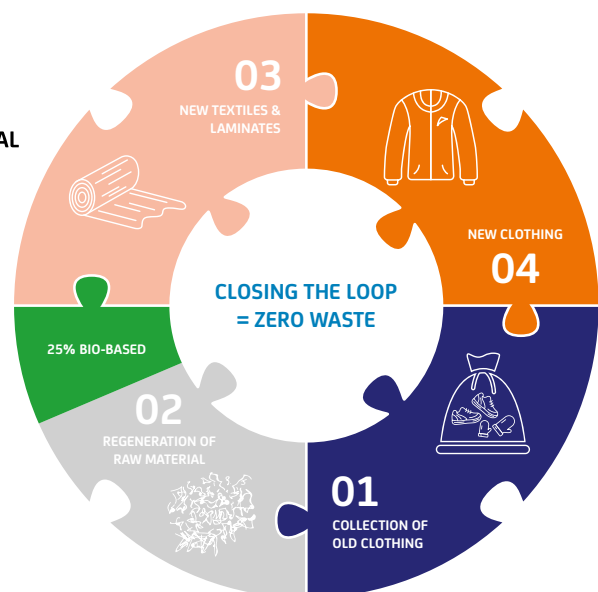 03
NEW TEXTILES &
LAMINATES
AL
NEW CLOTHING
04
CLOSING THE LOOP
= ZERO WASTE
25% BIO-BASED
02
REGENERATION OF
RAW MATERIAL
01
COLLECTION OF
OLD CLOTHING